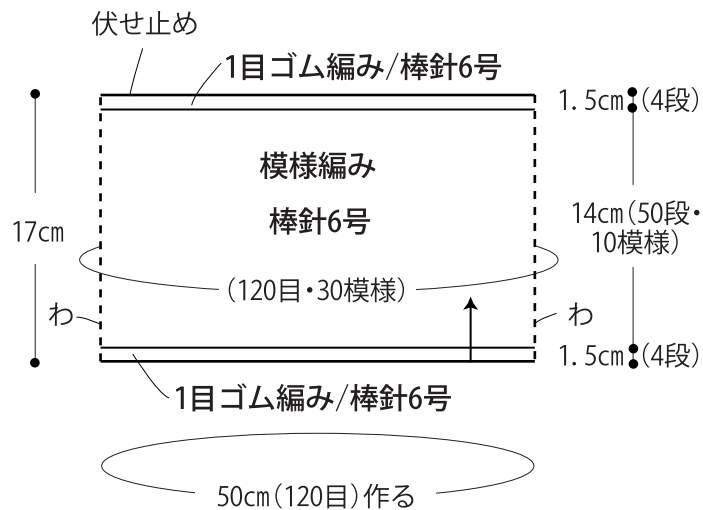 伏せ止め
1目ゴム編み/棒針6号
1.5cm(4段)
模様編み
棒針6号
17cm
14cm(50段・
10模様)
(120目・30模様)
わ
わ
1.5cm(4段)
1目ゴム編み/棒針6号
50cm(120目)作る